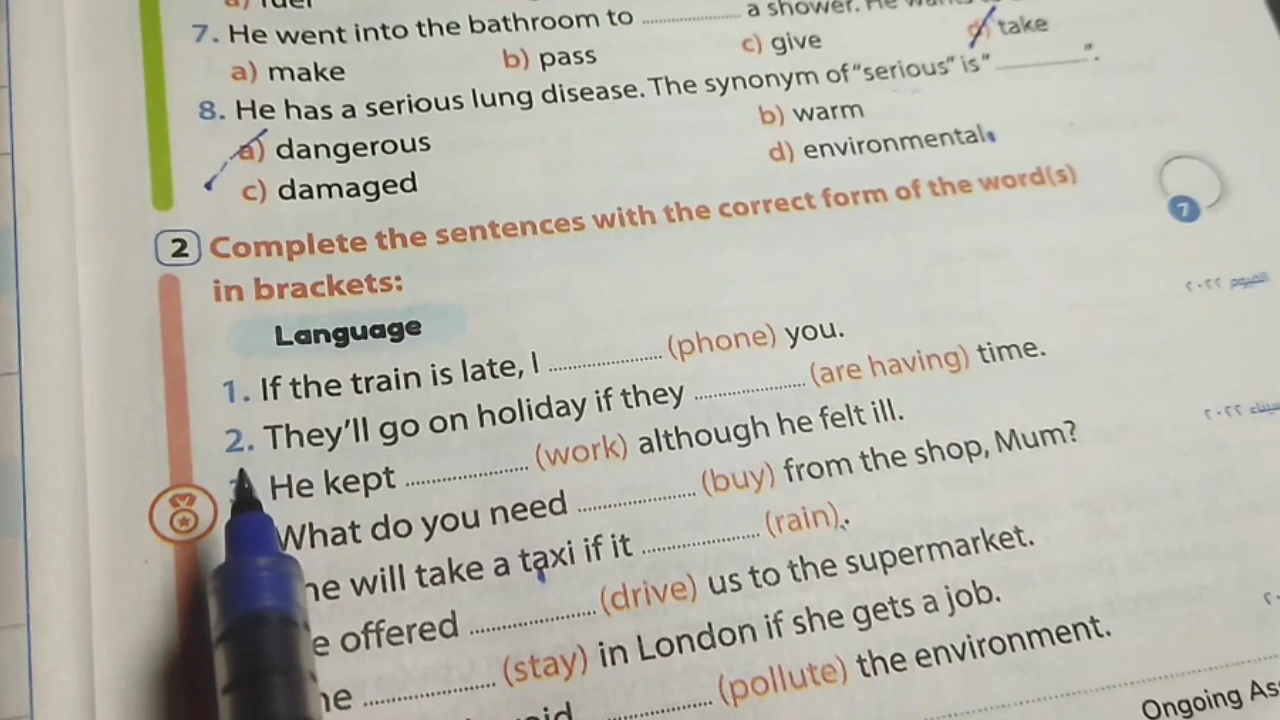 7. He went into the bathroom to .................... a shower.
a) make b) pass c) give d) take
8. He has a serious lung disease. The synonym of "serious" is "________".
a) dangerous b) warm
c) damaged d) environmental
7
2 Complete the sentences with the correct form of the word(s)
in brackets:
Language
1. If the train is late, I .................... (phone) you.
2. They'll go on holiday if they .................... (are having) time.
He kept .................... (work) although he felt ill.
What do you need .................... (buy) from the shop, Mum?
he will take a taxi if it .................... (rain).
e offered .................... (drive) us to the supermarket.
he .................... (stay) in London if she gets a job.
.................... (pollute) the environment.
Ongoing As